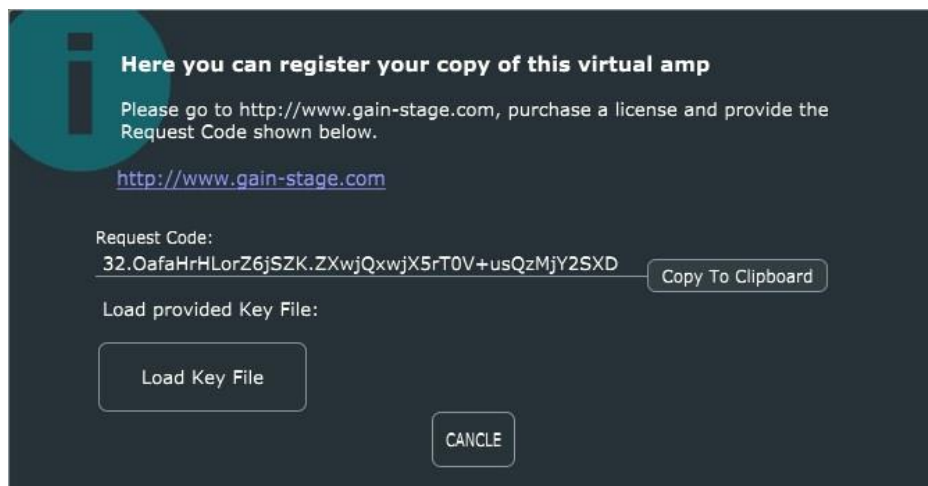 Here you can register your copy of this virtual amp
Please go to http://www.gain-stage.com, purchase a license and provide the
Request Code shown below.
http://www.gain-stage.com
Request Code:
32.OafaHrHLorZ6jSZK.ZXwjQxwjX5rT0V+usQzMjY2SXD
Copy To Clipboard
Load provided Key File:
Load Key File
CANCLE